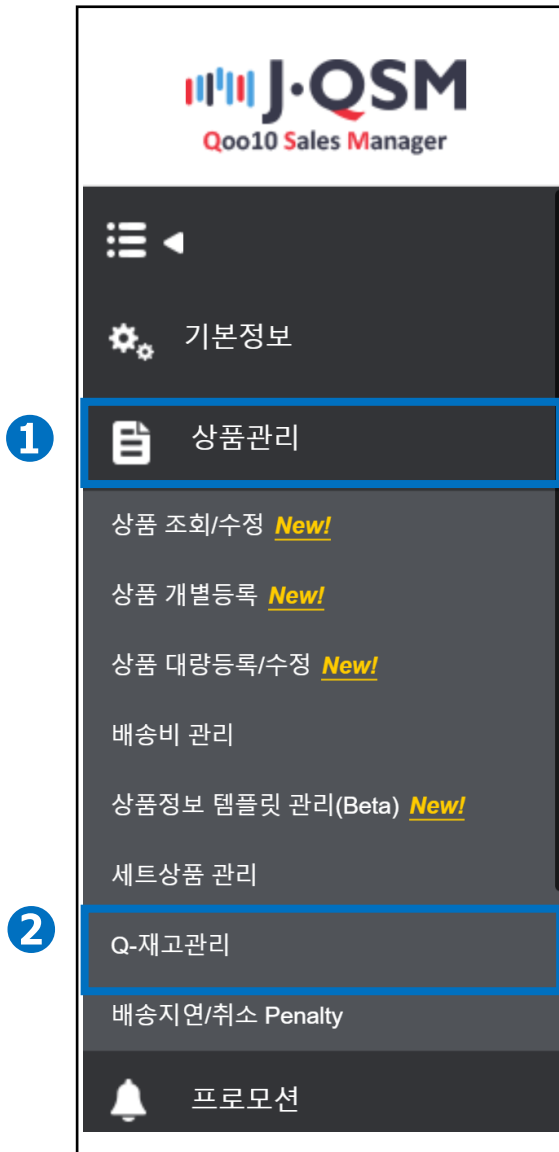 J·QSM
Qoo10 Sales Manager
기본정보
1 상품관리
상품 조회/수정 New!
상품 개별등록 New!
상품 대량등록/수정 New!
배송비 관리
상품정보 템플릿 관리(Beta) New!
세트상품 관리
2 Q-재고관리
배송지연/취소 Penalty
프로모션